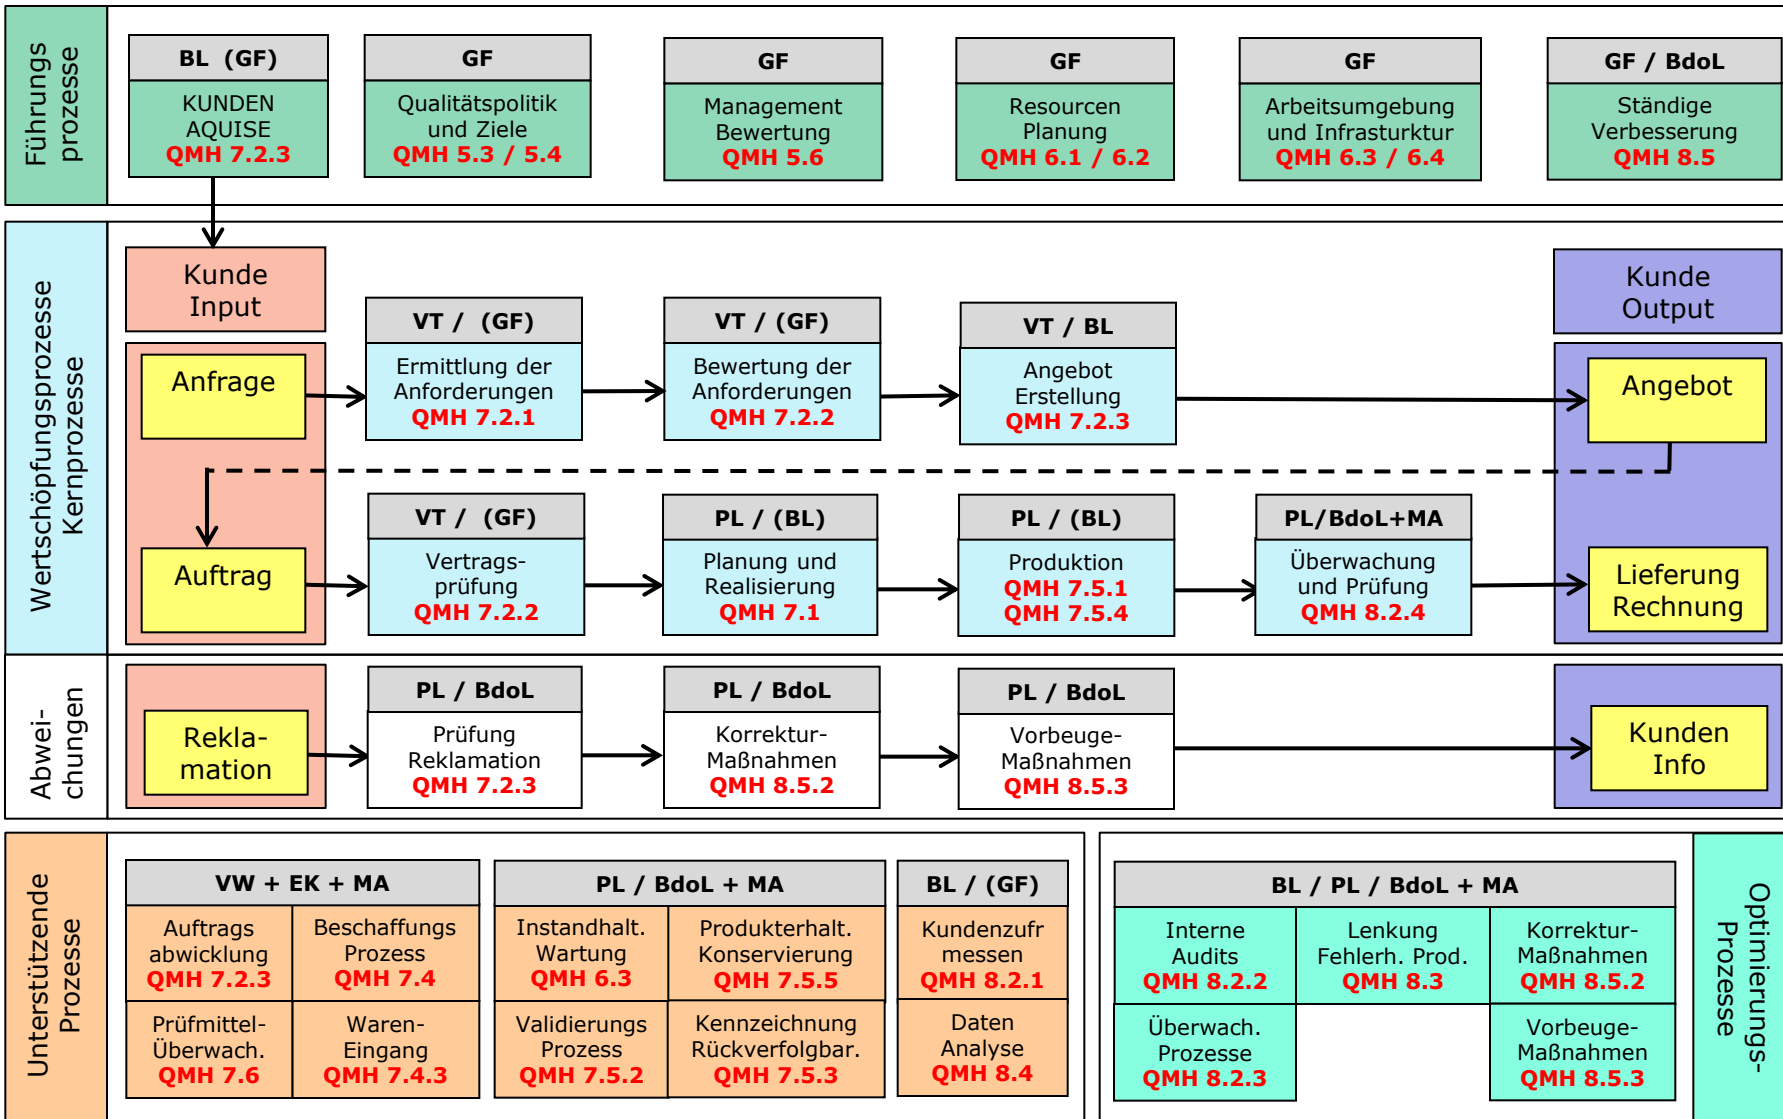 Führungs
prozesse
BL (GF)
KUNDEN
AQUISE
QMH 7.2.3
GF
Qualitätspolitik
und Ziele
QMH 5.3 / 5.4
GF
Management
Bewertung
QMH 5.6
GF
Resourcen
Planung
QMH 6.1 / 6.2
GF
Arbeitsumgebung
und Infrasturktur
QMH 6.3 / 6.4
GF / BdoL
Ständige
Verbesserung
QMH 8.5
Wertschöpfungsprozesse
Kernprozesse
Kunde
Input
Kunde
Output
Anfrage
VT / (GF)
Ermittlung der
Anforderungen
QMH 7.2.1
VT / (GF)
Bewertung der
Anforderungen
QMH 7.2.2
VT / BL
Angebot
Erstellung
QMH 7.2.3
Angebot
Auftrag
VT / (GF)
Vertrags-
prüfung
QMH 7.2.2
PL / (BL)
Planung und
Realisierung
QMH 7.1
PL / (BL)
Produktion
QMH 7.5.1
QMH 7.5.4
PL/BdoL+MA
Überwachung
und Prüfung
QMH 8.2.4
Lieferung
Rechnung
Abwei-
chungen
Rekla-
mation
PL / BdoL
Prüfung
Reklamation
QMH 7.2.3
PL / BdoL
Korrektur-
Maßnahmen
QMH 8.5.2
PL / BdoL
Vorbeuge-
Maßnahmen
QMH 8.5.3
Kunden
Info
Unterstützende
Prozesse
VW + EK + MA
Auftrags
abwicklung
QMH 7.2.3
Beschaffungs
Prozess
QMH 7.4
Prüfmittel-
Überwach.
QMH 7.6
Waren-
Eingang
QMH 7.4.3
PL / BdoL + MA
Instandhalt.
Wartung
QMH 6.3
Produkterhalt.
Konservierung
QMH 7.5.5
Validierungs
Prozess
QMH 7.5.2
Kennzeichnung
Rückverfolgbar.
QMH 7.5.3
BL / (GF)
Kundenzufr
messen
QMH 8.2.1
Daten
Analyse
QMH 8.4
BL / PL / BdoL + MA
Interne
Audits
QMH 8.2.2
Lenkung
Fehlerh. Prod.
QMH 8.3
Korrektur-
Maßnahmen
QMH 8.5.2
Überwach.
Prozesse
QMH 8.2.3
Vorbeuge-
Maßnahmen
QMH 8.5.3
Optimierungs-
Prozesse